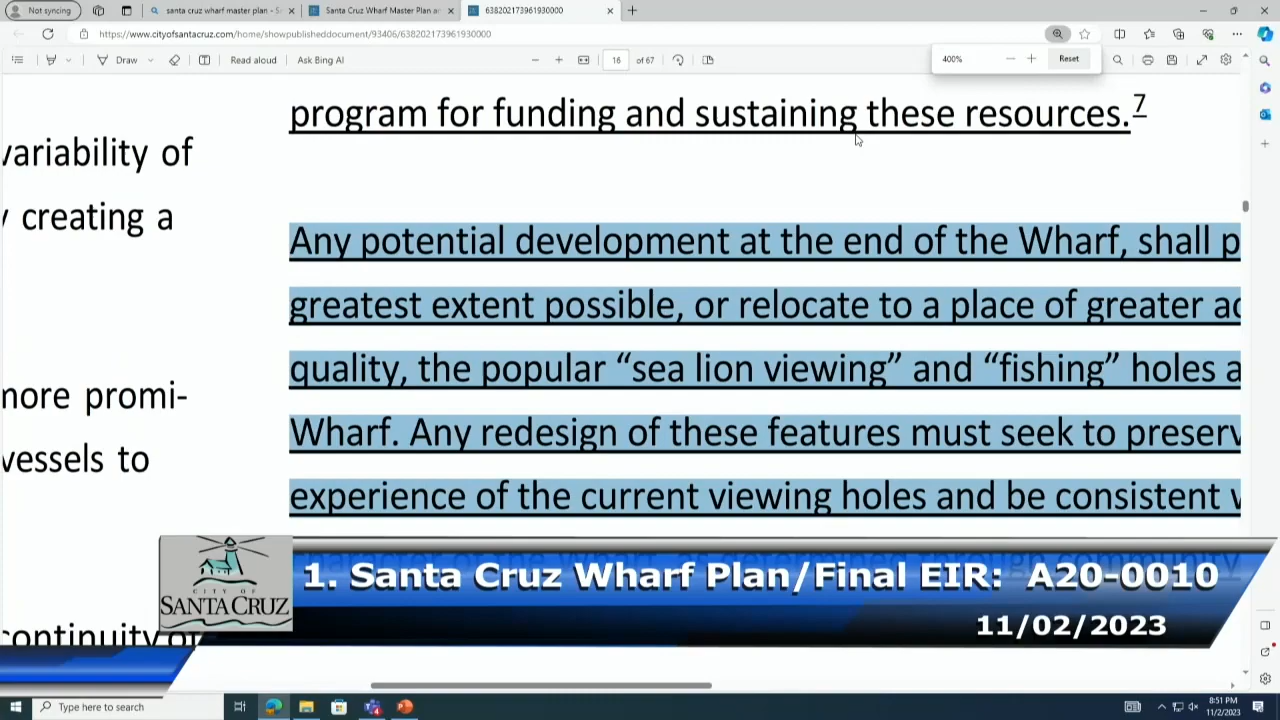 Not syncing
santa cruz wharf master plan - S
Santa Cruz Wharf Master Plan a
638202173961930000
https://www.cityofsantacruz.com/home/showpublisheddocument/93406/638202173961930000
Draw
Read aloud
Ask Bing AI
16 of 67
400%
Reset
variability of
creating a
more promi-
vessels to
continuity of
program for funding and sustaining these resources.7
Any potential development at the end of the Wharf, shall p
greatest extent possible, or relocate to a place of greater ac
quality, the popular “sea lion viewing” and “fishing” holes a
Wharf. Any redesign of these features must seek to preserv
experience of the current viewing holes and be consistent
CITY OF
SANTA CRUZ
1. Santa Cruz Wharf Plan/Final EIR: A20-0010
11/02/2023
Type here to search
8:51 PM
11/2/2023